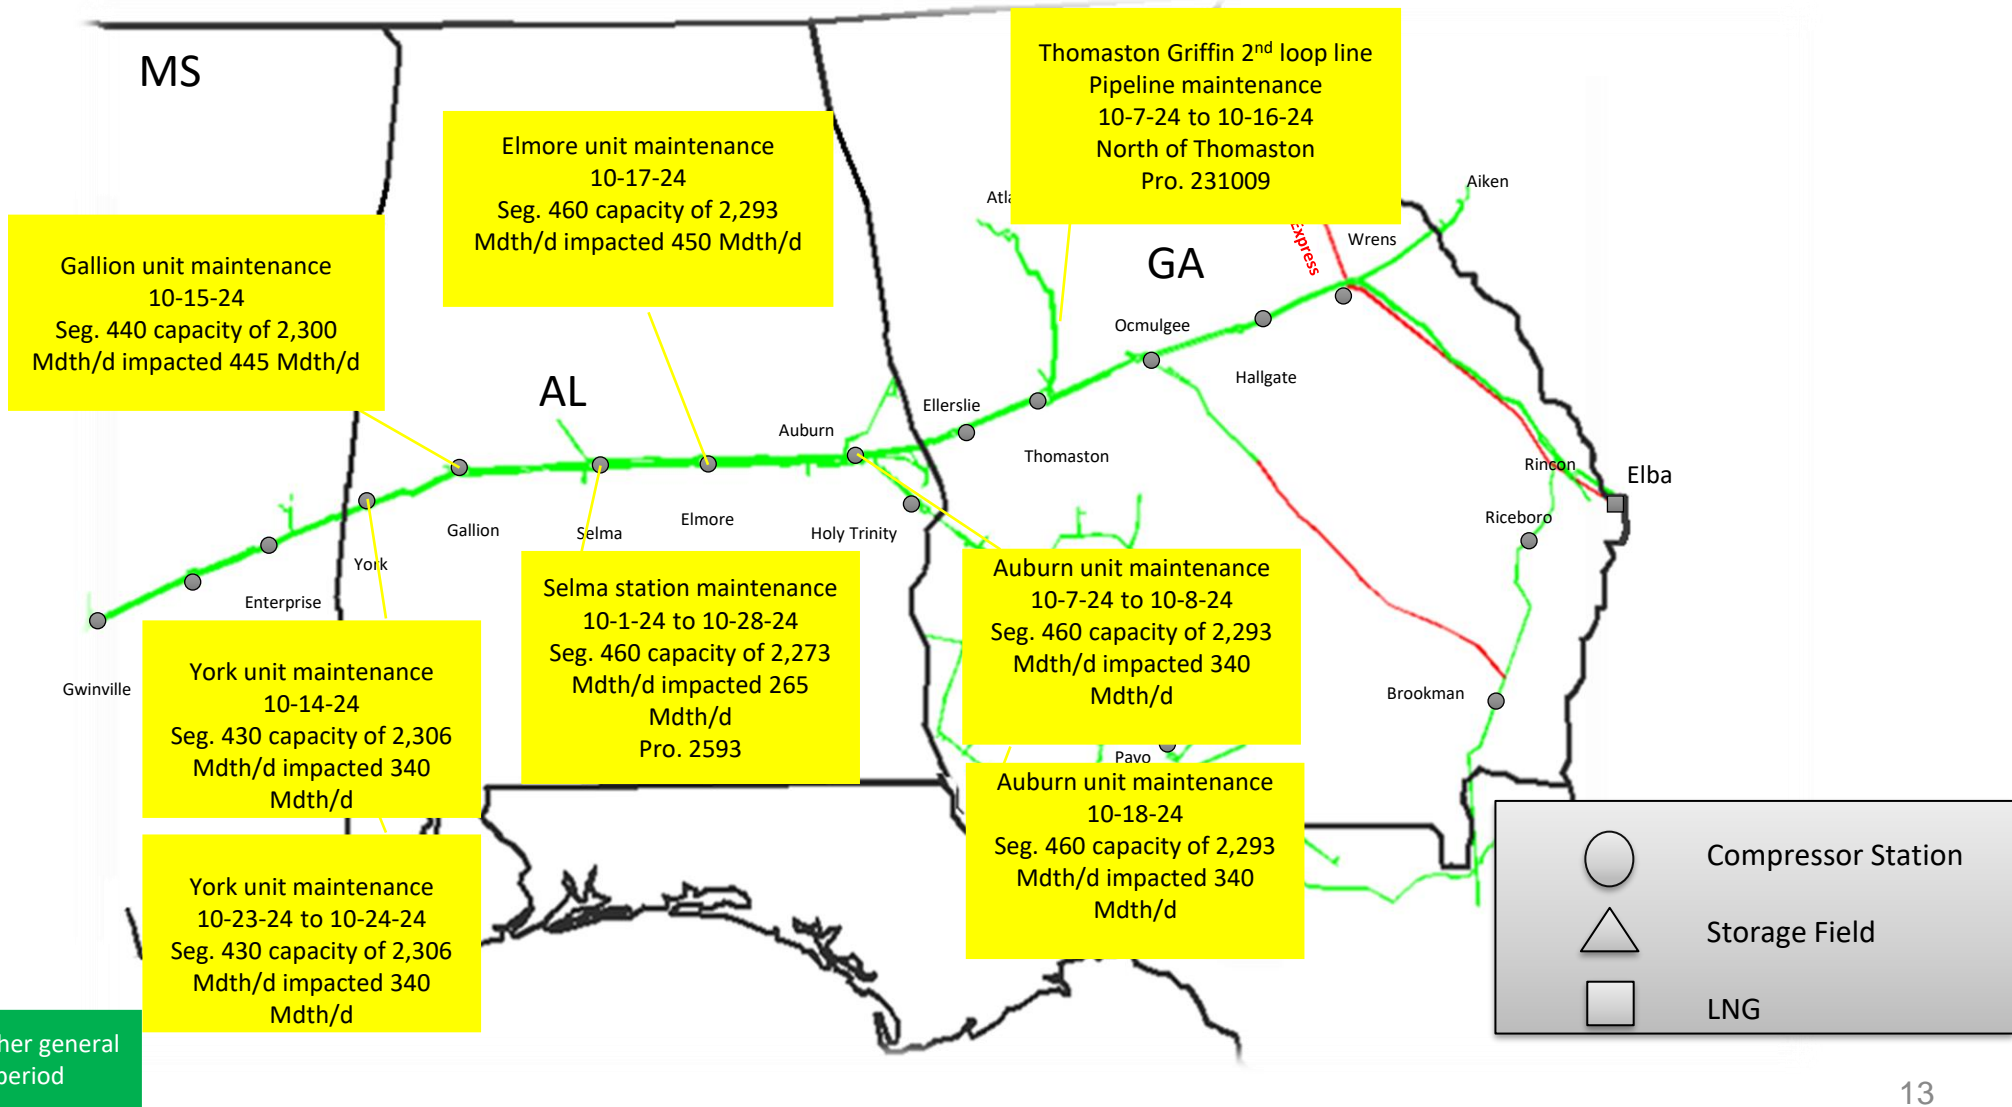 MS
Thomaston Griffin 2nd loop line
Pipeline maintenance
10-7-24 to 10-16-24
North of Thomaston
Pro. 231009
Elmore unit maintenance
10-17-24
Seg. 460 capacity of 2,293
Mdth/d impacted 450 Mdth/d
Gallion unit maintenance
10-15-24
Seg. 440 capacity of 2,300
Mdth/d impacted 445 Mdth/d
Aiken
Wrens
Express
GA
AL
Ocmulgee
Hallgate
Ellerslie
Auburn
Thomaston
Rincon
Elba
Riceboro
Gallion
Selma
Elmore
Holy Trinity
York
Enterprise
Gwinville
Brookman
Pavo
Selma station maintenance
10-1-24 to 10-28-24
Seg. 460 capacity of 2,273
Mdth/d impacted 265
Mdth/d
Pro. 2593
Auburn unit maintenance
10-7-24 to 10-8-24
Seg. 460 capacity of 2,293
Mdth/d impacted 340
Mdth/d
York unit maintenance
10-14-24
Seg. 430 capacity of 2,306
Mdth/d impacted 340
Mdth/d
Auburn unit maintenance
10-18-24
Seg. 460 capacity of 2,293
Mdth/d impacted 340
Mdth/d
York unit maintenance
10-23-24 to 10-24-24
Seg. 430 capacity of 2,306
Mdth/d impacted 340
Mdth/d
Compressor Station
Storage Field
LNG
general
period
13